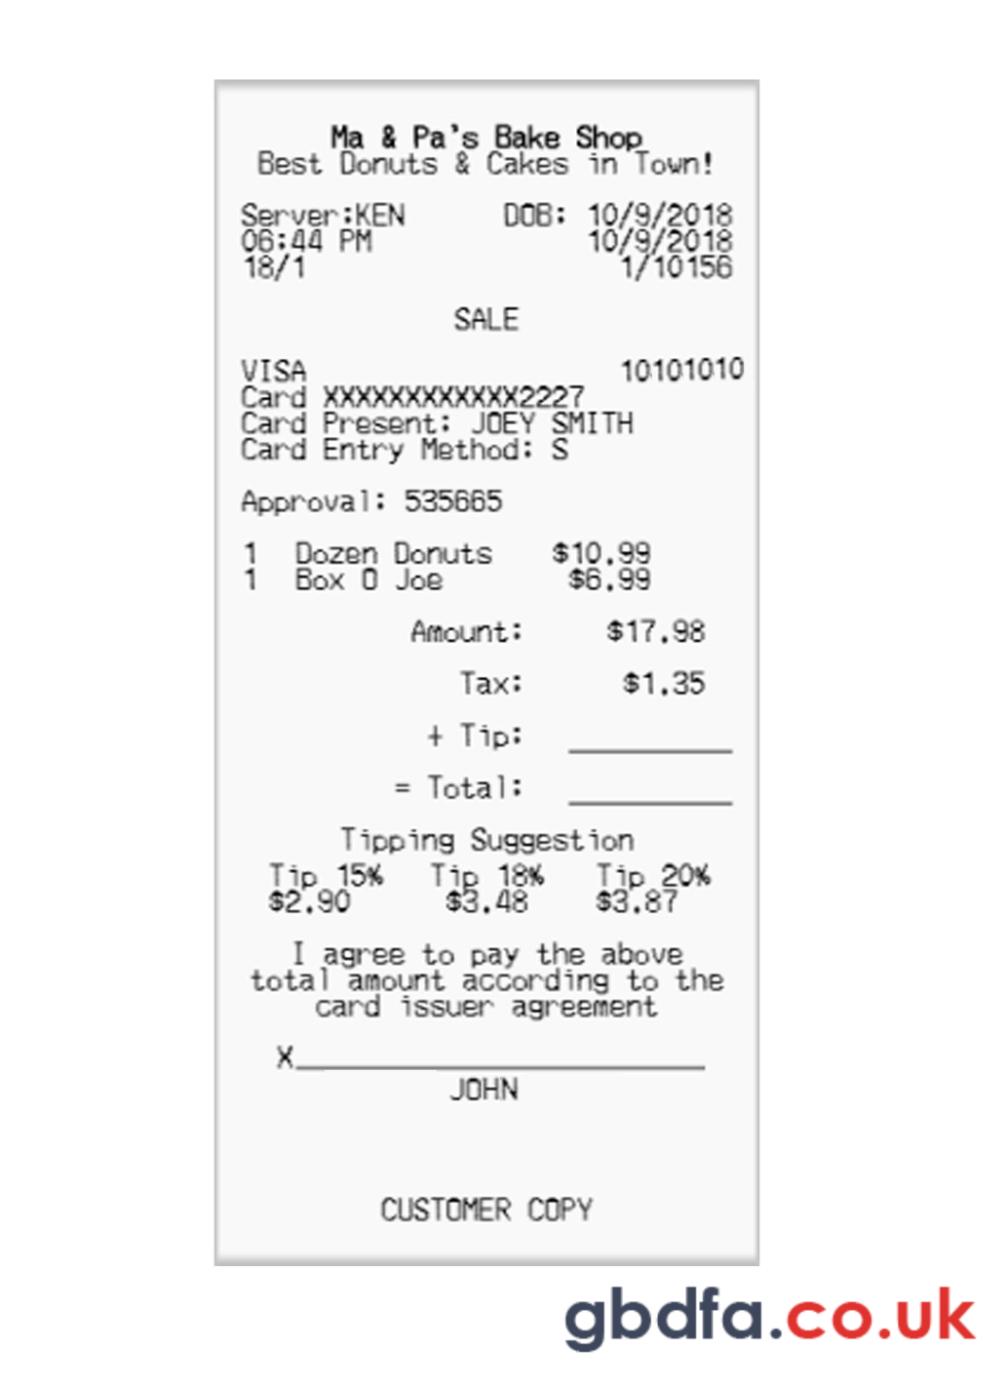 Ma & Pa's Bake Shop
Best Donuts & Cakes in Town!
Server:KEN DOB: 10/9/2018
06:44 PM 10/9/2018
18/1 1/10156
SALE
VISA 10101010
Card XXXXXXXXXXXX2227
Card Present: JOEY SMITH
Card Entry Method: S
Approval: 535665
1 Dozen Donuts $10.99
1 Box O Joe $6.99
Amount: $17.98
Tax: $1.35
+ Tip: __________
= Total: __________
Tipping Suggestion
Tip 15% Tip 18% Tip 20%
$2.90 $3.48 $3.87
I agree to pay the above
total amount according to the
card issuer agreement
X_________________________
JOHN
CUSTOMER COPY
gbdfa.co.uk